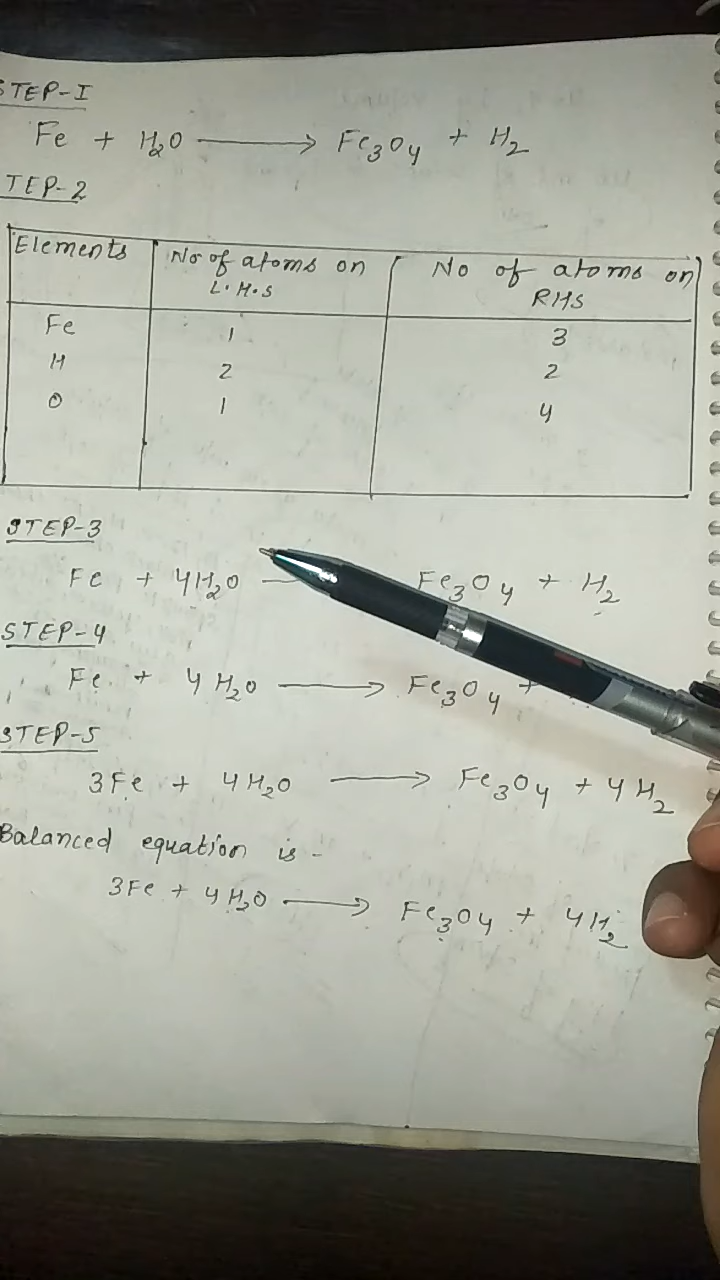 STEP-I
Fe + H₂O ⟶ Fe₃O₄ + H₂
TEP-2
Elements No of atoms on L.H.S No of atoms on RHS
Fe 1 3
H 2 2
O 1 4
STEP-3
Fe + 4H₂O — Fe₃O₄ + H₂
STEP-4
Fe + 4H₂O ⟶ Fe₃O₄ +
STEP-5
3Fe + 4H₂O ⟶ Fe₃O₄ + 4H₂
Balanced equation is -
3Fe + 4H₂O ⟶ Fe₃O₄ + 4H₂